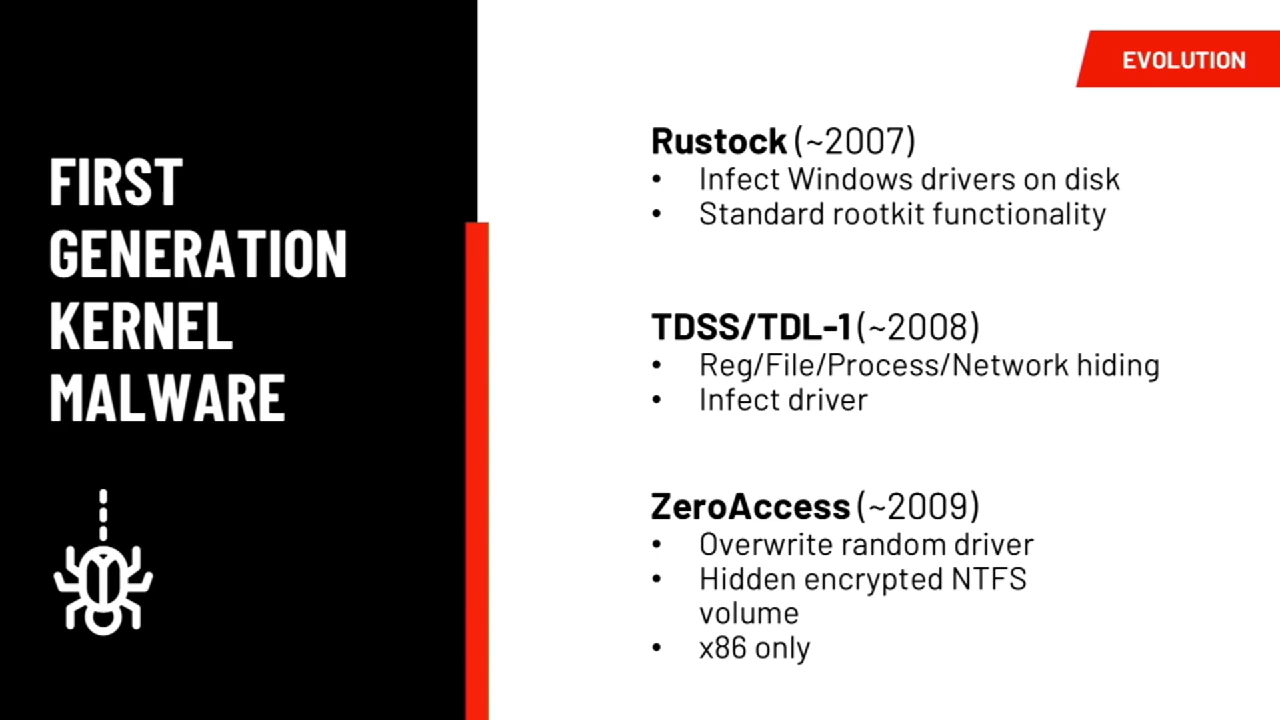 EVOLUTION
FIRST
GENERATION
KERNEL
MALWARE
Rustock (~2007)
• Infect Windows drivers on disk
• Standard rootkit functionality
TDSS/TDL-1 (~2008)
• Reg/File/Process/Network hiding
• Infect driver
ZeroAccess (~2009)
• Overwrite random driver
• Hidden encrypted NTFS
volume
• x86 only